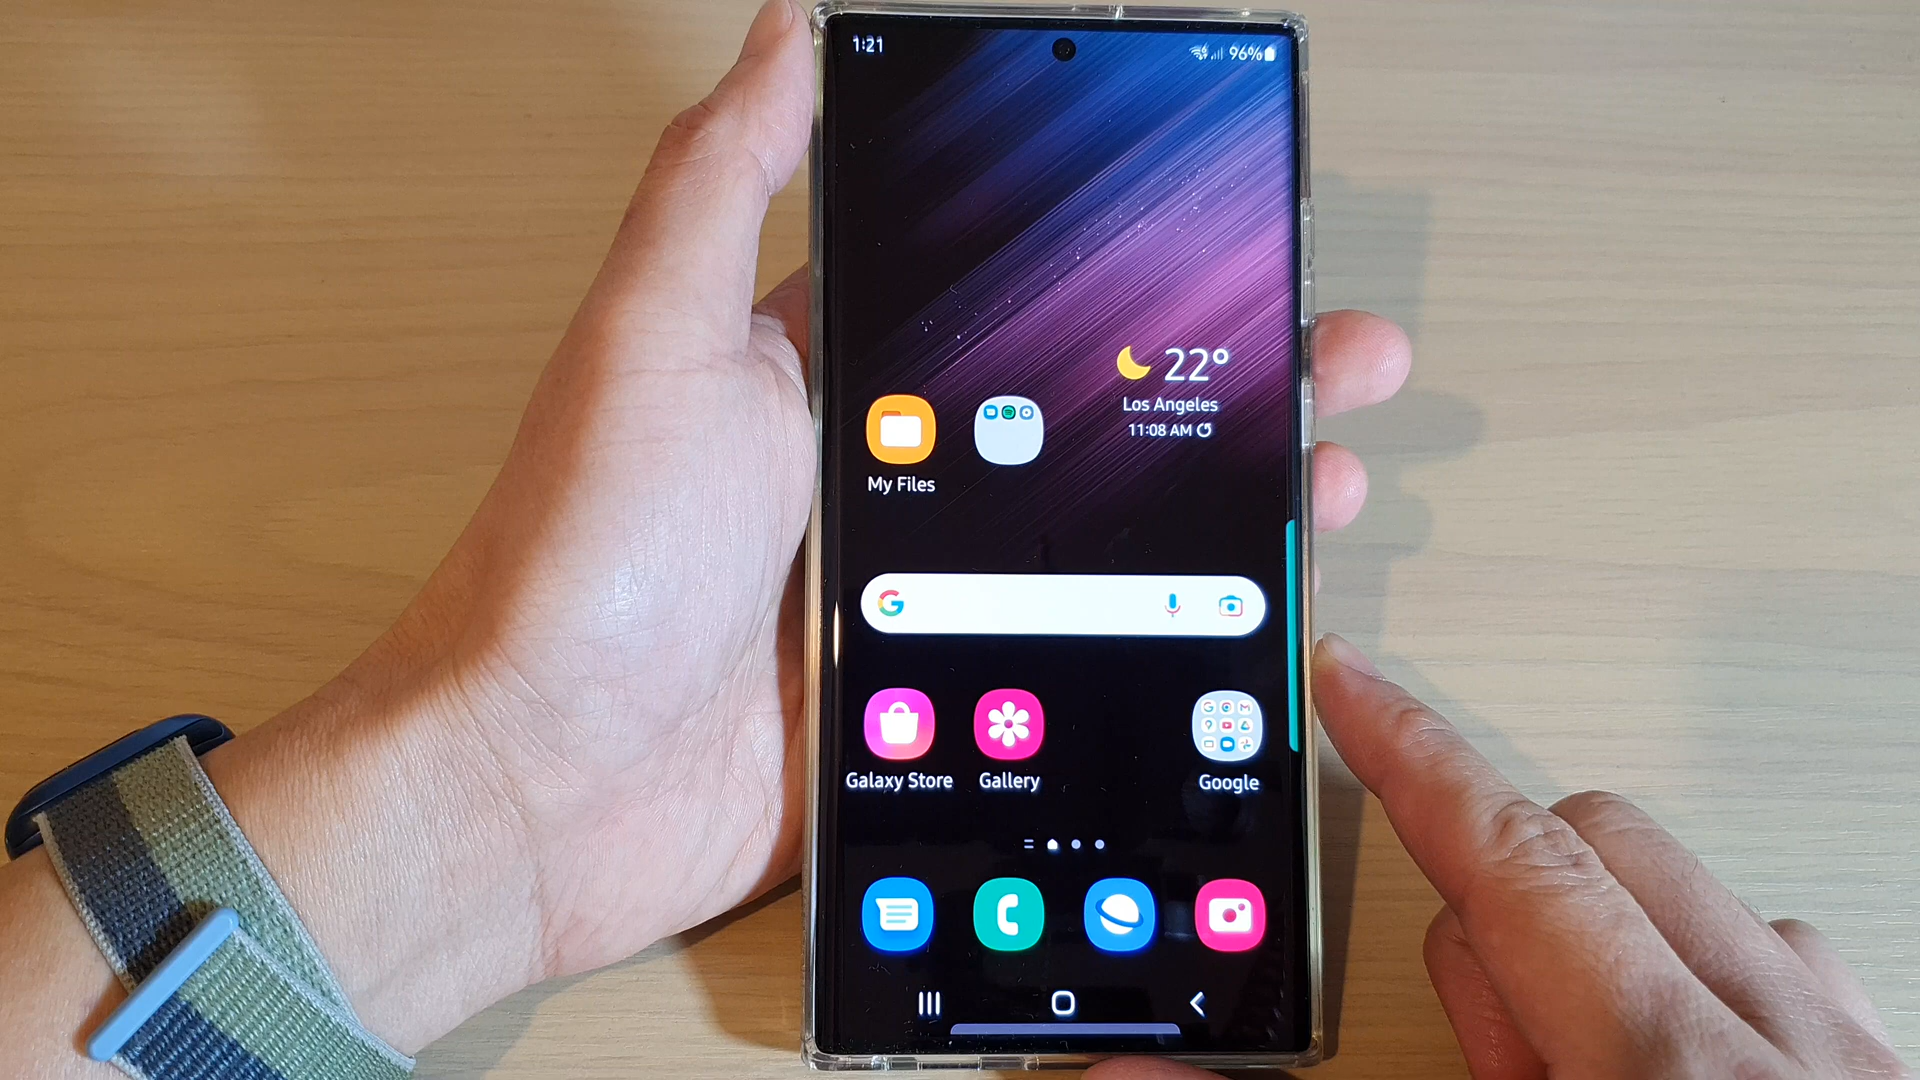 1:21
96%
22°
Los Angeles
11:08 AM
My Files
G
Galaxy Store
Gallery
Google